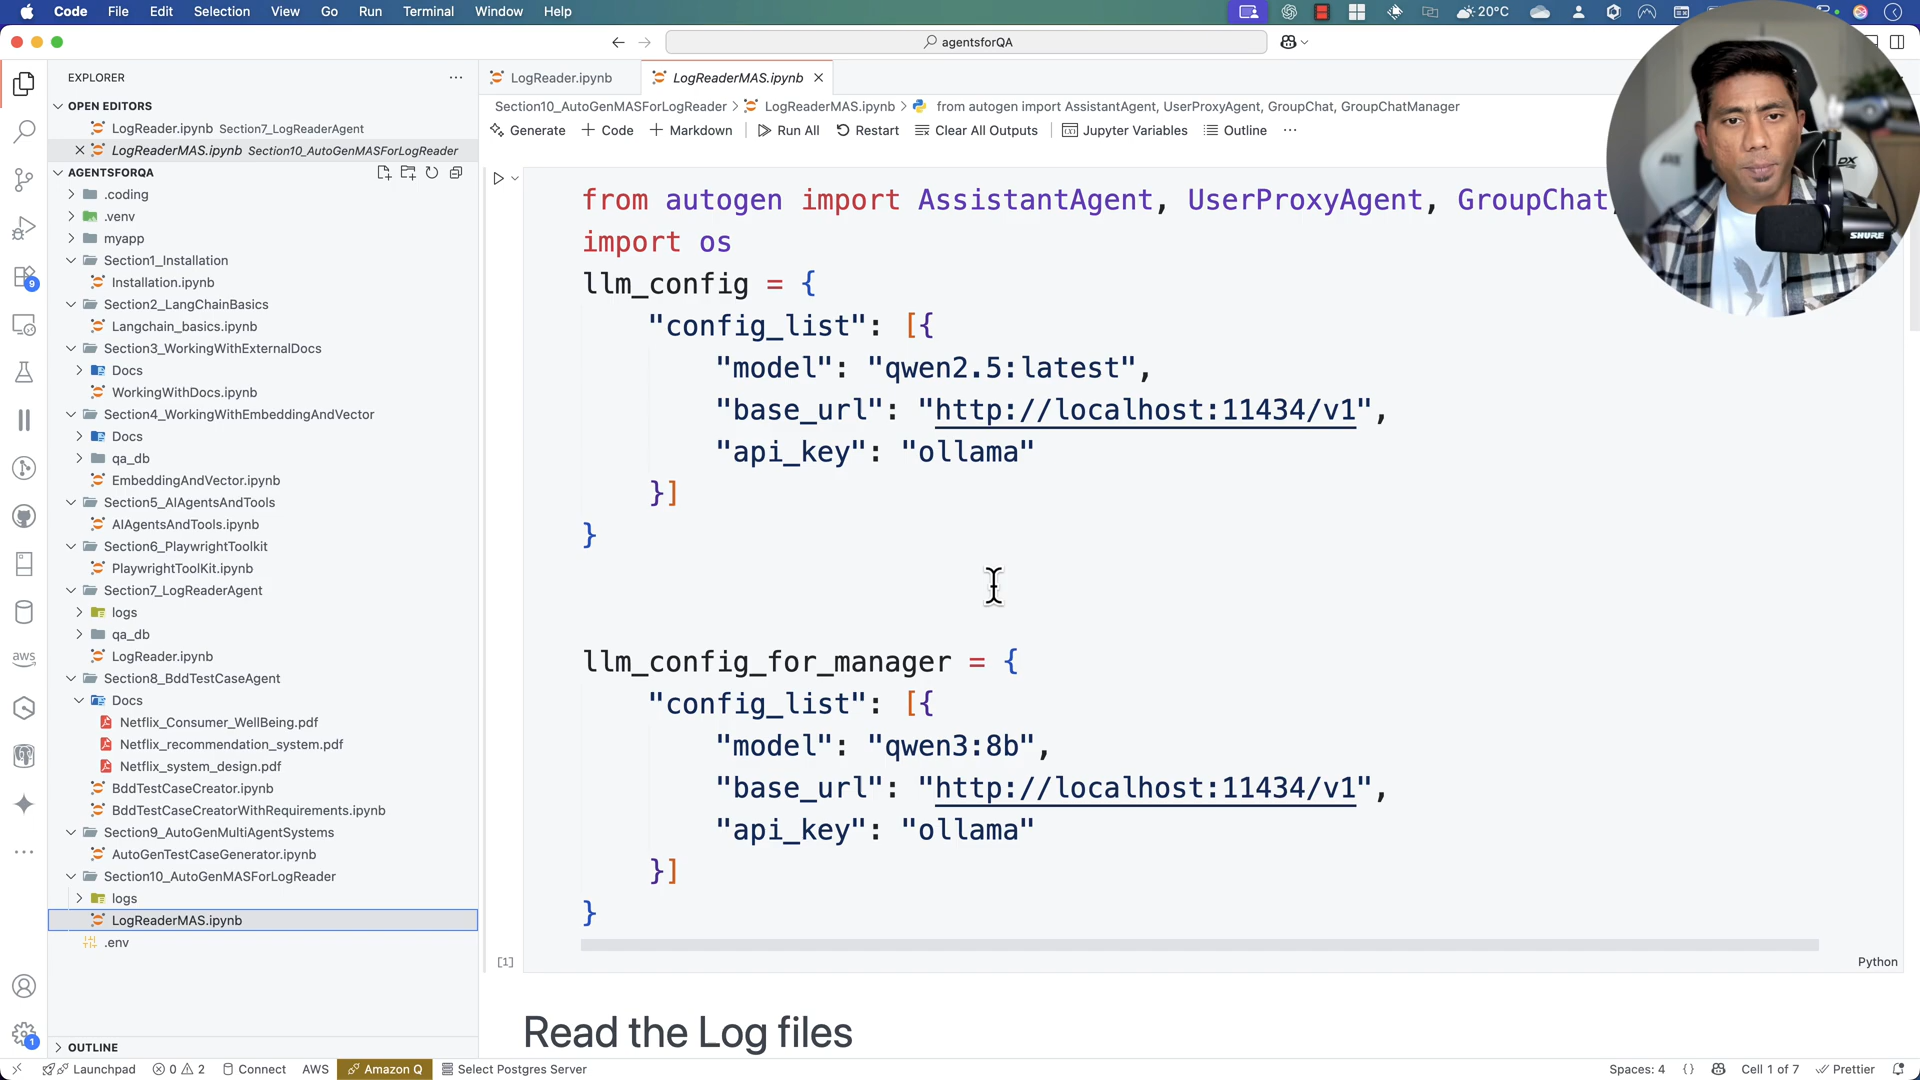 Code File Edit Selection View Go Run Terminal Window Help
20°C
agentsforQA
EXPLORER
OPEN EDITORS
LogReader.ipynb Section7_LogReaderAgent
LogReaderMAS.ipynb Section10_AutoGenMASForLogReader
AGENTSFORQA
.coding
.venv
myapp
Section1_Installation
Installation.ipynb
Section2_LangChainBasics
Langchain_basics.ipynb
Section3_WorkingWithExternalDocs
Docs
WorkingWithDocs.ipynb
Section4_WorkingWithEmbeddingAndVector
Docs
qa_db
EmbeddingAndVector.ipynb
Section5_AIAgentsAndTools
AIAgentsAndTools.ipynb
Section6_PlaywrightToolkit
PlaywrightToolKit.ipynb
Section7_LogReaderAgent
logs
qa_db
LogReader.ipynb
Section8_BddTestCaseAgent
Docs
Netflix_Consumer_WellBeing.pdf
Netflix_recommendation_system.pdf
Netflix_system_design.pdf
BddTestCaseCreator.ipynb
BddTestCaseCreatorWithRequirements.ipynb
Section9_AutoGenMultiAgentSystems
AutoGenTestCaseGenerator.ipynb
Section10_AutoGenMASForLogReader
logs
LogReaderMAS.ipynb
.env
OUTLINE
9
aws
1
LogReader.ipynb LogReaderMAS.ipynb
Section10_AutoGenMASForLogReader > LogReaderMAS.ipynb > from autogen import AssistantAgent, UserProxyAgent, GroupChat, GroupChatManager
Generate + Code + Markdown Run All Restart Clear All Outputs Jupyter Variables Outline ...
from autogen import AssistantAgent, UserProxyAgent, GroupChat,
import os
llm_config = {
"config_list": [{
"model": "qwen2.5:latest",
"base_url": "http://localhost:11434/v1",
"api_key": "ollama"
}]
}
llm_config_for_manager = {
"config_list": [{
"model": "qwen3:8b",
"base_url": "http://localhost:11434/v1",
"api_key": "ollama"
}]
}
[1]
Python
Read the Log files
SHURE
Launchpad 0 2 Connect AWS Amazon Q Select Postgres Server Spaces: 4 {} Cell 1 of 7 Prettier